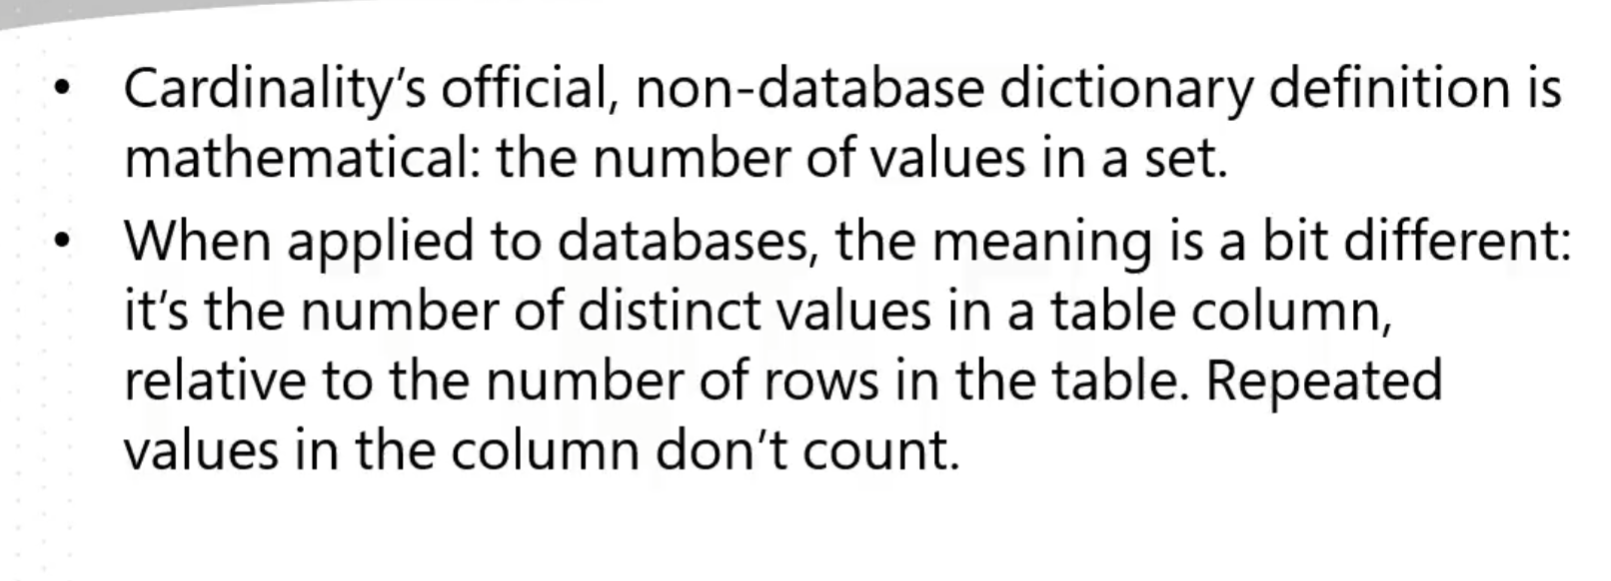 • Cardinality’s official, non-database dictionary definition is
mathematical: the number of values in a set.
• When applied to databases, the meaning is a bit different:
it’s the number of distinct values in a table column,
relative to the number of rows in the table. Repeated
values in the column don’t count.